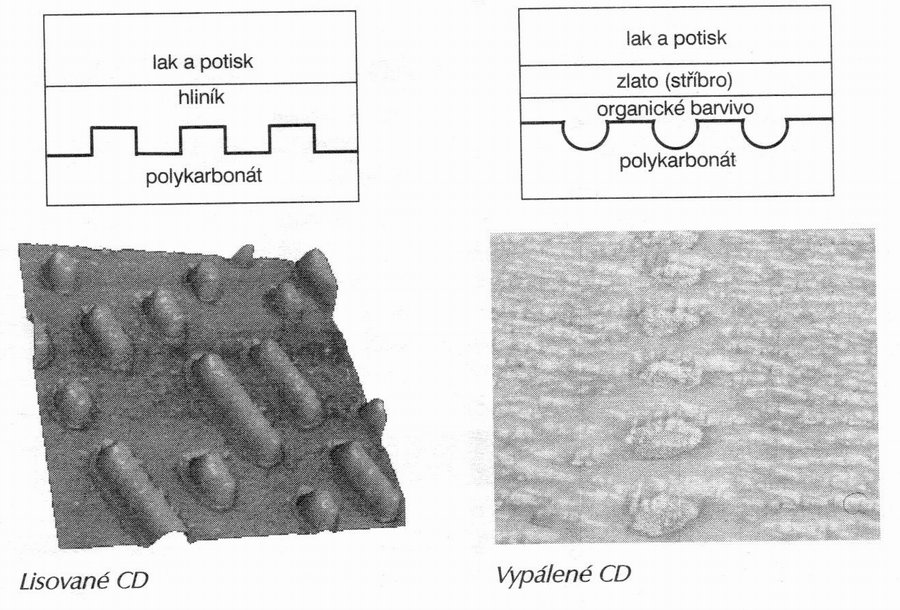 lak a potisk
hliník
polykarbonát
lak a potisk
zlato (stříbro)
organické barvivo
polykarbonát
Lisované CD
Vypálené CD